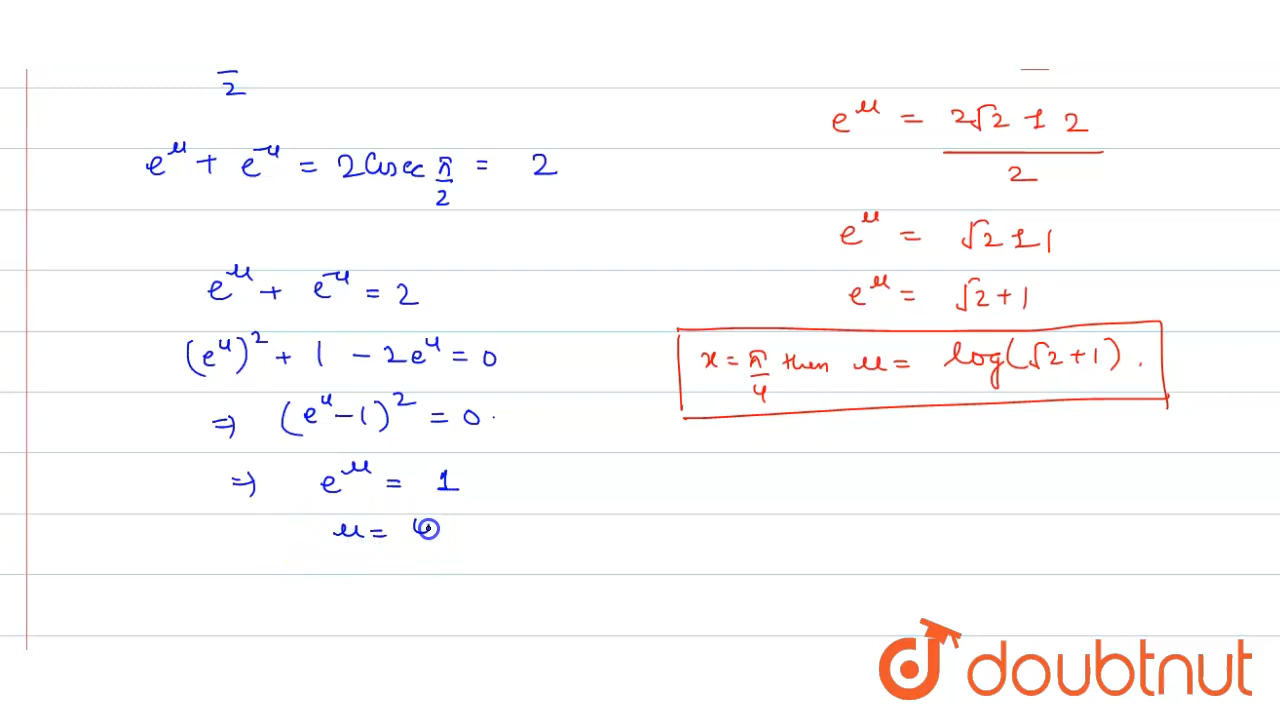 2
e^u + e^-u = 2 Cosec π/2 = 2
e^u + e^-u = 2
(e^u)^2 + 1 - 2e^u = 0
⇒ (e^u - 1)^2 = 0.
⇒ e^u = 1
u =
e^u = (2√2 ± 2)/2
e^u = √2 ± 1
e^u = √2 + 1
x = π/4 then u = log(√2 + 1).
doubtnut